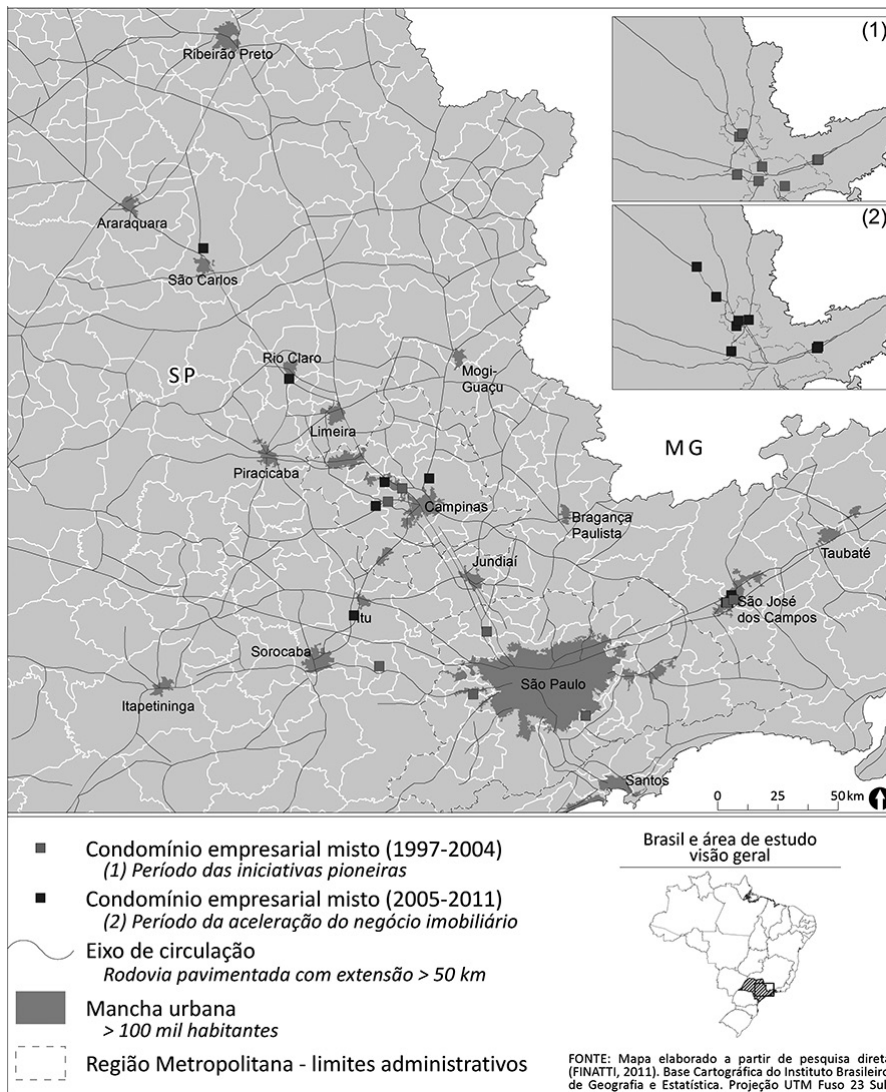 Ribeirão Preto
(1)
Araraquara
São Carlos
(2)
Rio Claro
SP
Mogi-
Guaçu
Limeira
MG
Piracicaba
Campinas
Bragança
Paulista
Taubaté
Jundiaí
São José
dos Campos
Itu
Sorocaba
São Paulo
Itapetininga
Santos
0 25 50 km
Condomínio empresarial misto (1997-2004)
(1) Período das iniciativas pioneiras
Condomínio empresarial misto (2005-2011)
(2) Período da aceleração do negócio imobiliário
Eixo de circulação
Rodovia pavimentada com extensão > 50 km
Mancha urbana
> 100 mil habitantes
Região Metropolitana - limites administrativos
Brasil e área de estudo
visão geral
FONTE: Mapa elaborado a partir de pesquisa diret
(FINATTI, 2011). Base Cartográfica do Instituto Brasileiro
de Geografia e Estatística. Projeção UTM Fuso 23 Sul